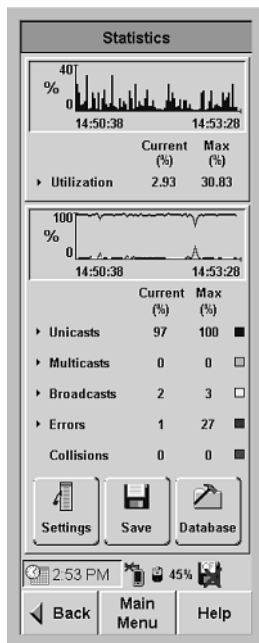 Statistics
40
%
0
14:50:38 14:53:28
Current Max
(%) (%)
Utilization 2.93 30.83
100
%
0
14:50:38 14:53:28
Current Max
(%) (%)
Unicasts 97 100
Multicasts 0 0
Broadcasts 2 3
Errors 1 27
Collisions 0 0
Settings Save Database
2:53 PM 45%
Back Main Menu Help